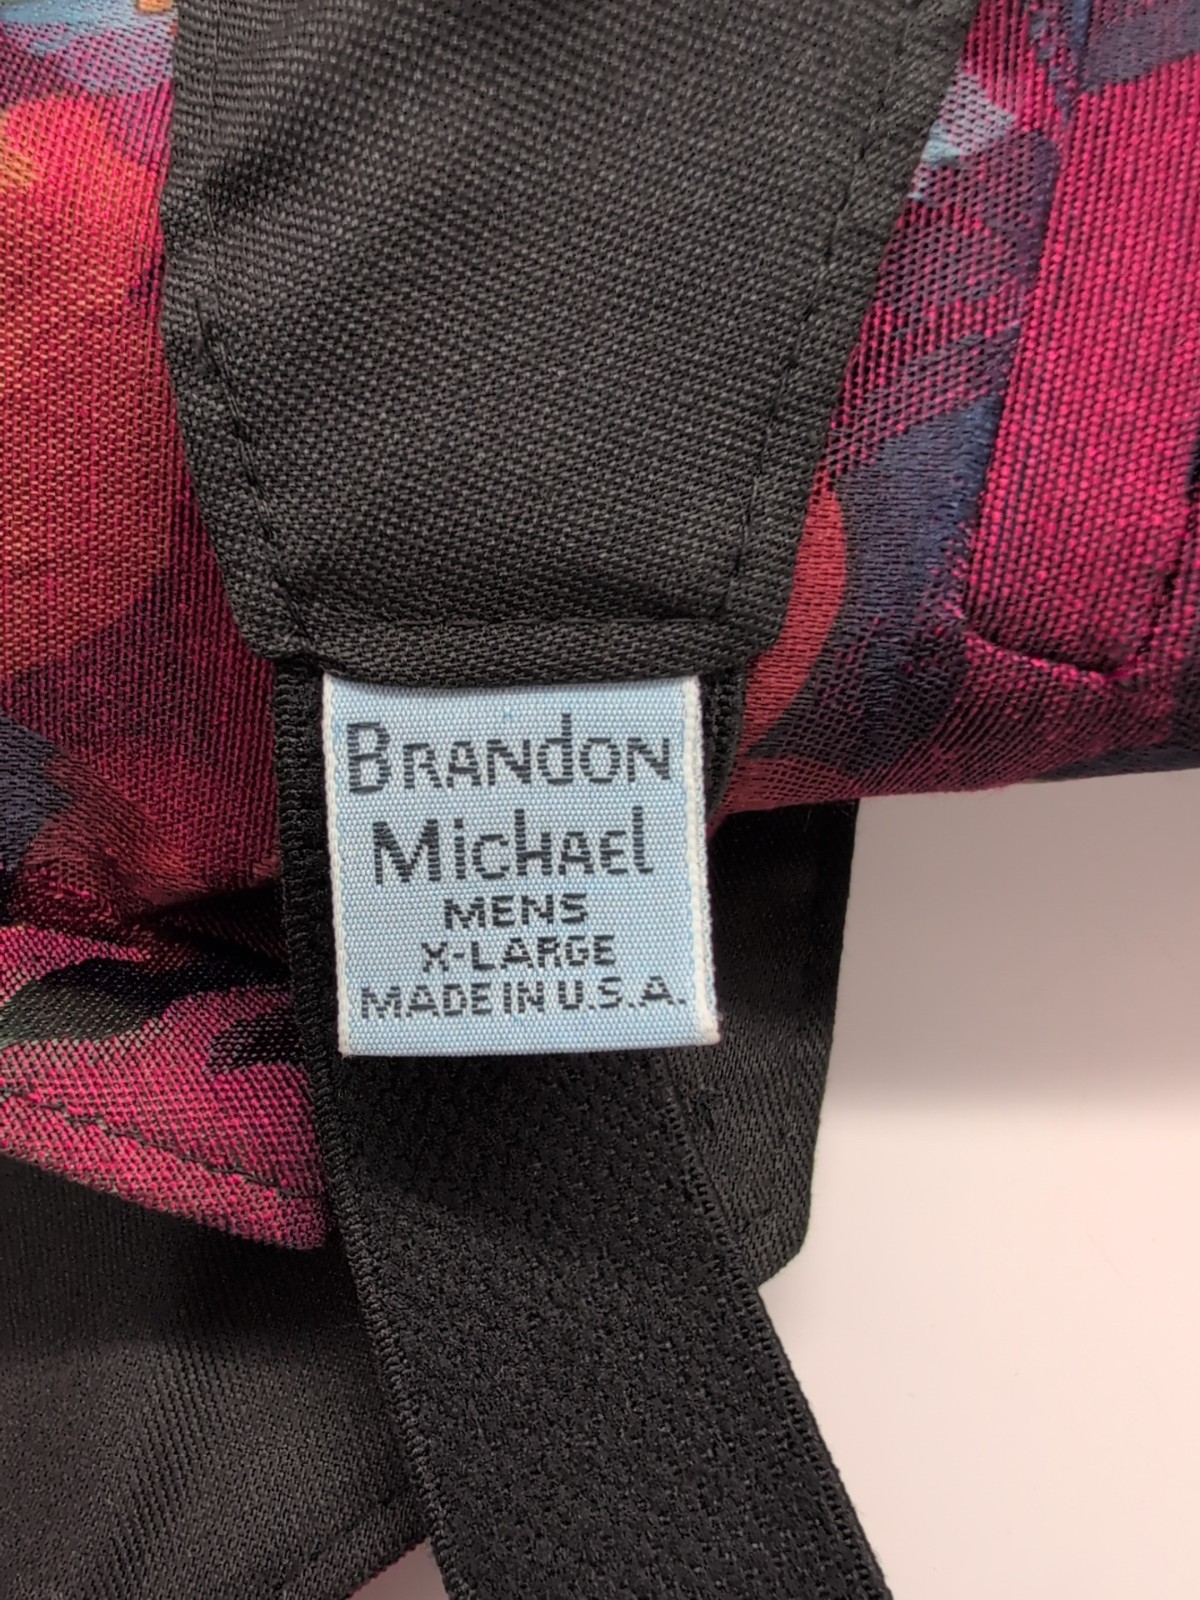 Brandon
Michael
MENS
X-LARGE
MADE IN U.S.A.